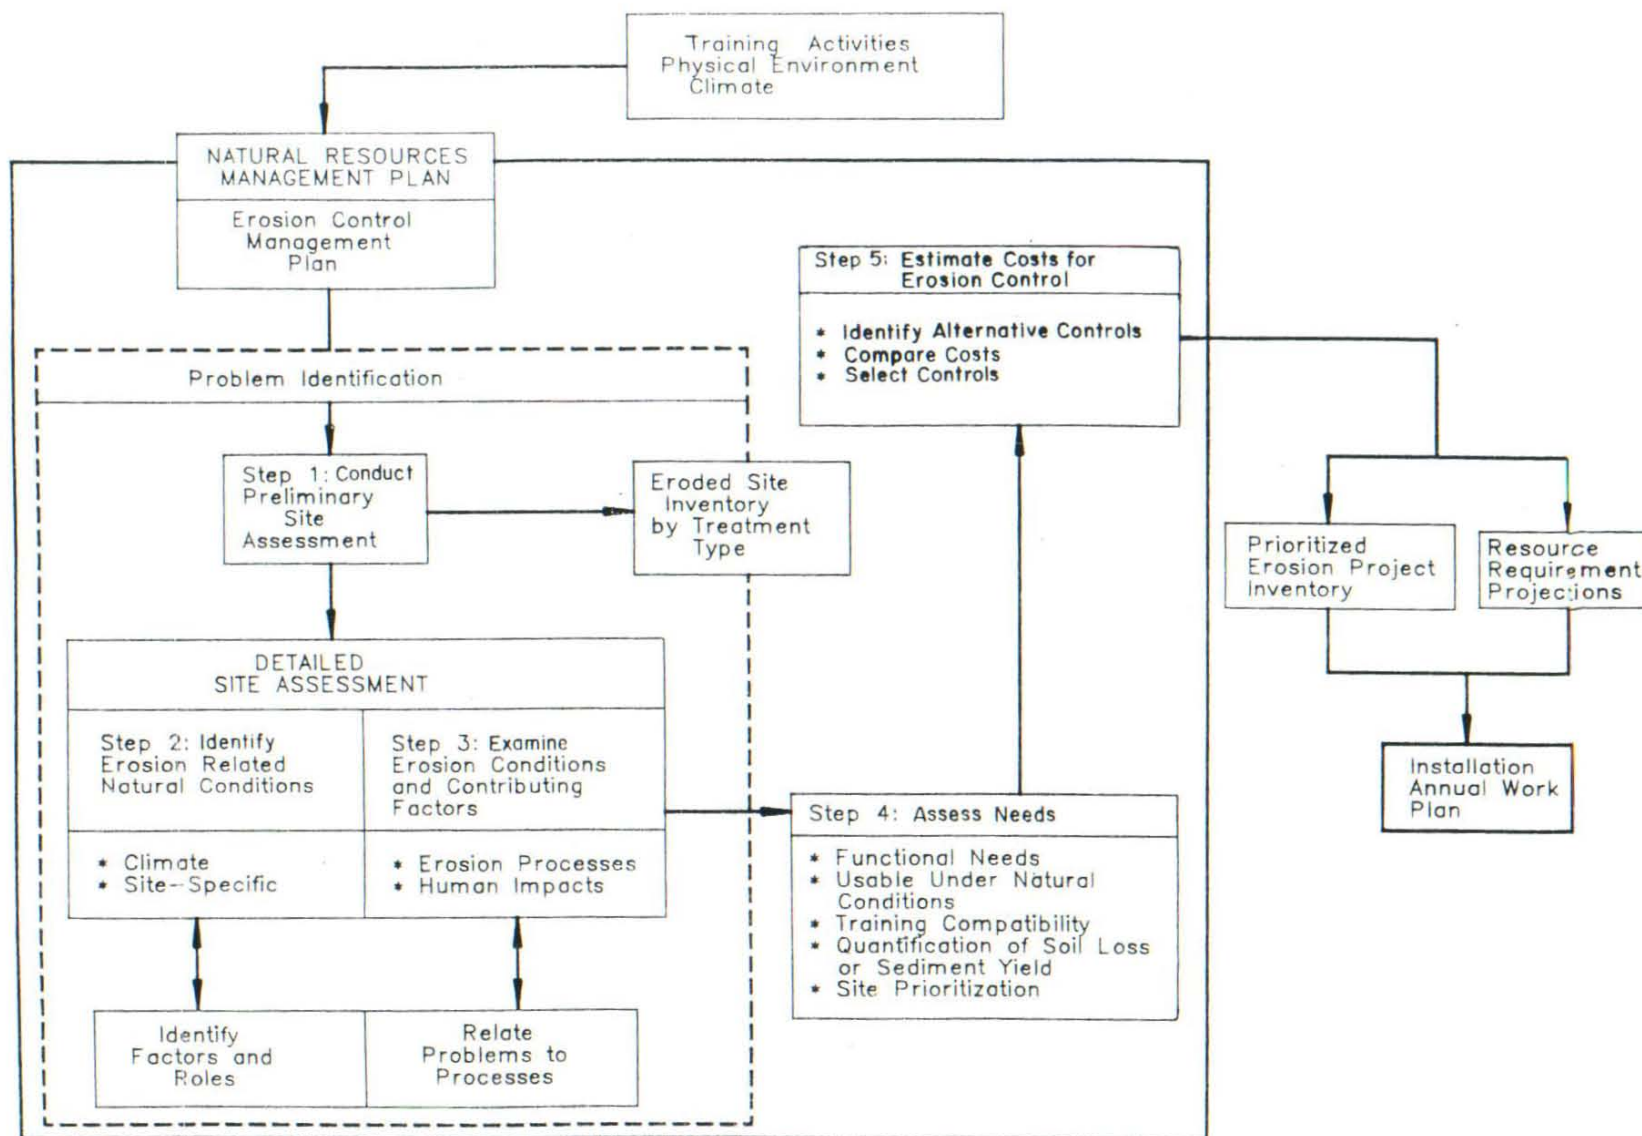 Training Activities
Physical Environment
Climate
NATURAL RESOURCES
MANAGEMENT PLAN
Erosion Control
Management
Plan
Step 5: Estimate Costs for
Erosion Control
* Identify Alternative Controls
* Compare Costs
* Select Controls
Problem Identification
Step 1: Conduct
Preliminary
Site
Assessment
Eroded Site
Inventory
by Treatment
Type
Prioritized
Erosion Project
Inventory
Resource
Requirement
Projections
DETAILED
SITE ASSESSMENT
Step 2: Identify
Erosion Related
Natural Conditions
Step 3: Examine
Erosion Conditions
and Contributing
Factors
* Climate
* Site-Specific
* Erosion Processes
* Human Impacts
Step 4: Assess Needs
* Functional Needs
* Usable Under Natural
Conditions
* Training Compatibility
* Quantification of Soil Loss
or Sediment Yield
* Site Prioritization
Installation
Annual Work
Plan
Identify
Factors and
Roles
Relate
Problems to
Processes